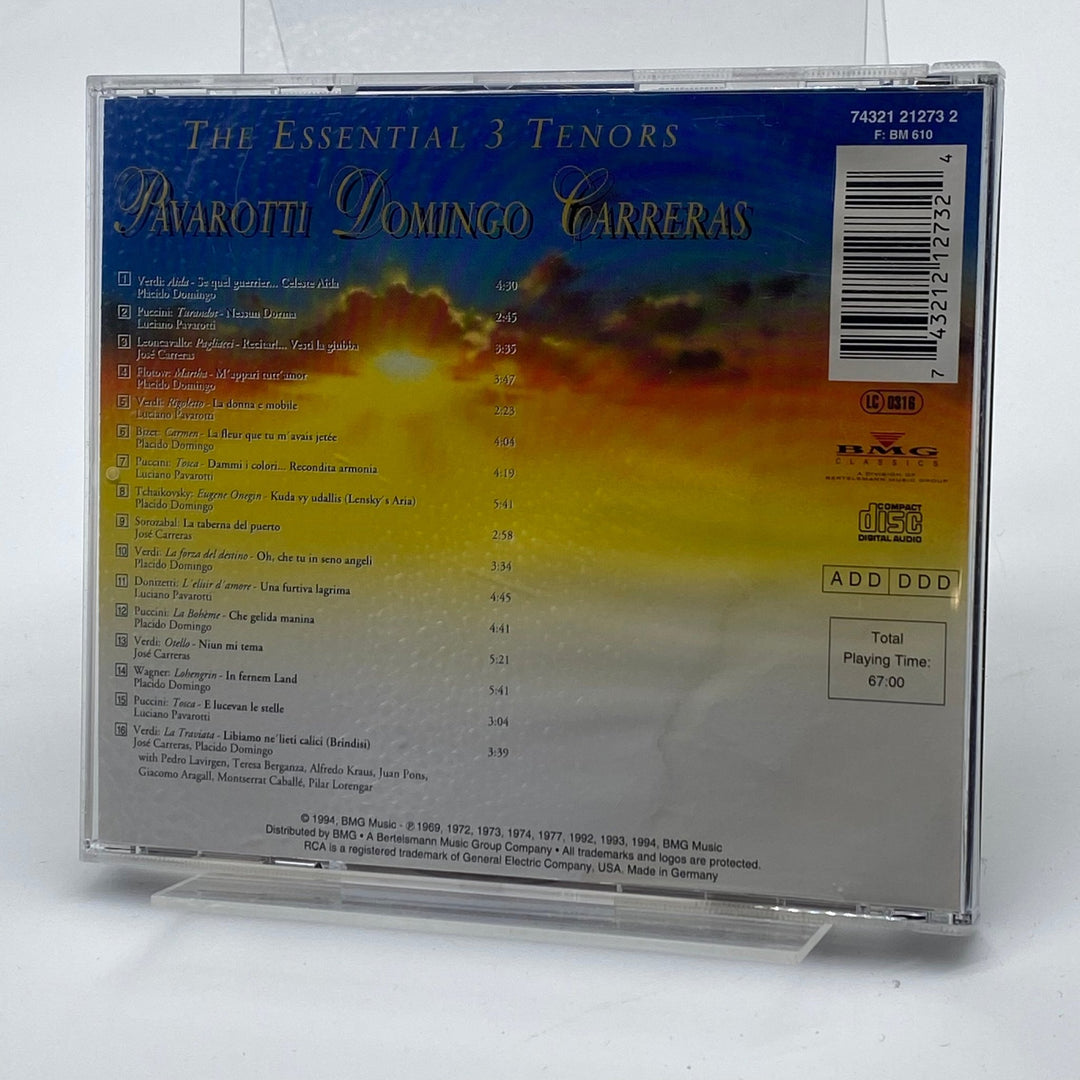 THE ESSENTIAL 3 TENORS
PAVAROTTI DOMINGO CARRERAS
1 Verdi: Aida - Se quel guerrier... Celeste Aida 4:30
Placido Domingo
2 Puccini: Turandot - Nessun Dorma 2:45
Luciano Pavarotti
3 Leoncavallo: Pagliacci - Recitar!... Vesti la giubba 3:35
José Carreras
4 Flotow: Martha - M'appari tutt'amor 3:47
Placido Domingo
5 Verdi: Rigoletto - La donna e mobile 2:23
Luciano Pavarotti
6 Bizet: Carmen - La fleur que tu m'avais jetée 4:04
Placido Domingo
7 Puccini: Tosca - Dammi i colori... Recondita armonia 4:19
Luciano Pavarotti
8 Tchaikovsky: Eugene Onegin - Kuda vy udallis (Lensky's Aria) 5:41
Placido Domingo
9 Sorozabal: La taberna del puerto 2:58
José Carreras
10 Verdi: La forza del destino - Oh, che tu in seno angeli 3:34
Placido Domingo
11 Donizetti: L'elisir d'amore - Una furtiva lagrima 4:45
Luciano Pavarotti
12 Puccini: La Bohème - Che gelida manina 4:41
Placido Domingo
13 Verdi: Otello - Niun mi tema 5:21
José Carreras
14 Wagner: Lohengrin - In fernem Land 5:41
Placido Domingo
15 Puccini: Tosca - E lucevan le stelle 3:04
Luciano Pavarotti
16 Verdi: La Traviata - Libiamo ne'lieti calici (Brindisi) 3:39
José Carreras, Placido Domingo
with Pedro Lavirgen, Teresa Berganza, Alfredo Kraus, Juan Pons,
Giacomo Aragall, Montserrat Caballé, Pilar Lorengar
© 1994, BMG Music - ℗ 1969, 1972, 1973, 1974, 1977, 1992, 1993, 1994, BMG Music
Distributed by BMG • A Bertelsmann Music Group Company • All trademarks and logos are protected.
RCA is a registered trademark of General Electric Company, USA. Made in Germany
74321 21273 2
F: BM 610
7 43212 12732 4
LC 0316
BMG
CLASSICS
A DIVISION OF
BERTELSMANN MUSIC GROUP
COMPACT
disc
DIGITAL AUDIO
ADD DDD
Total
Playing Time:
67:00